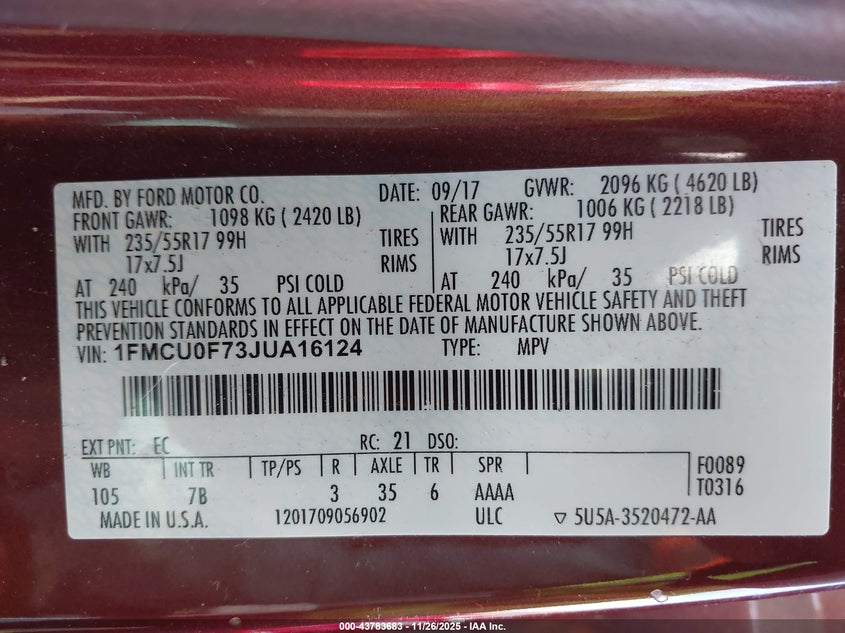 MFD. BY FORD MOTOR CO. DATE: 09/17 GVWR: 2096 KG ( 4620 LB)
FRONT GAWR: 1098 KG ( 2420 LB) REAR GAWR: 1006 KG ( 2218 LB)
WITH 235/55R17 99H TIRES WITH 235/55R17 99H TIRES
17x7.5J RIMS 17x7.5J RIMS
AT 240 kPa/ 35 PSI COLD AT 240 kPa/ 35 PSI COLD
THIS VEHICLE CONFORMS TO ALL APPLICABLE FEDERAL MOTOR VEHICLE SAFETY AND THEFT
PREVENTION STANDARDS IN EFFECT ON THE DATE OF MANUFACTURE SHOWN ABOVE.
VIN: 1FMCU0F73JUA16124 TYPE: MPV
EXT PNT: EC RC: 21 DSO:
WB INT TR TP/PS R AXLE TR SPR F0089
105 7B 3 35 6 AAAA T0316
MADE IN U.S.A. 1201709056902 ULC ▽ 5U5A-3520472-AA
000-43783683 - 11/26/2025 - IAA Inc.